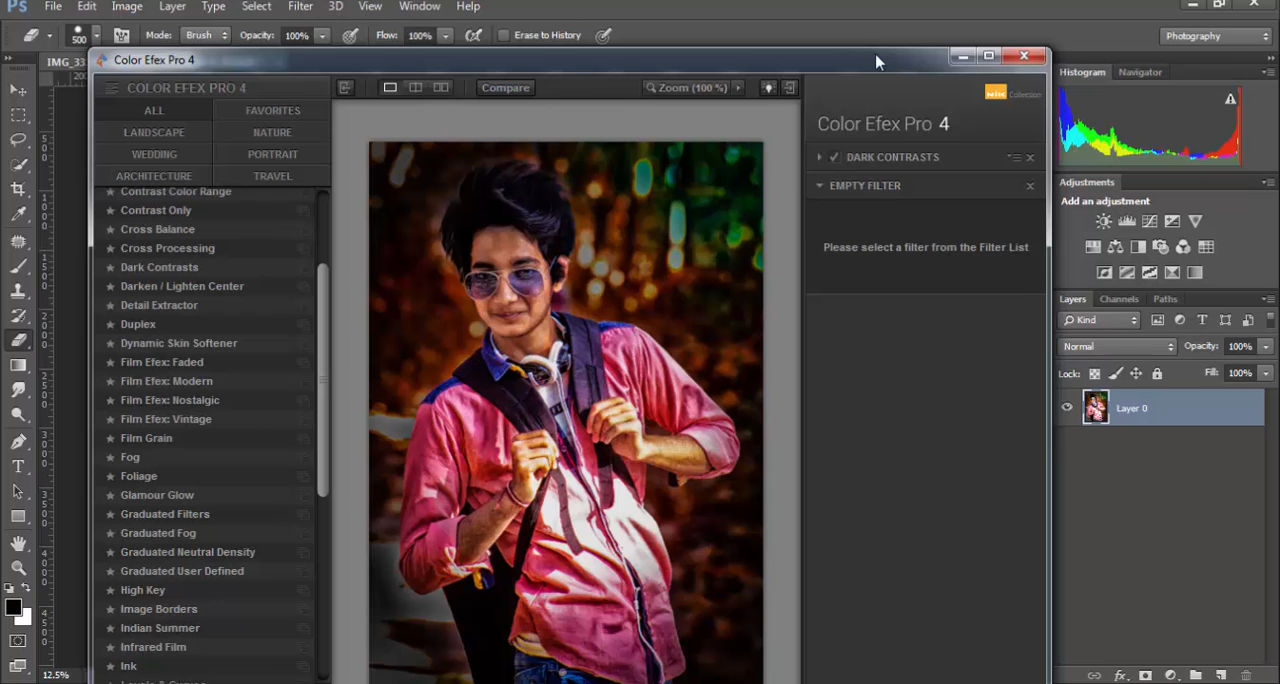 Ps File Edit Image Layer Type Select Filter 3D View Window Help
500 Mode: Brush Opacity: 100% Flow: 100% Erase to History Photography
IMG_33
Color Efex Pro 4
COLOR EFEX PRO 4
Compare
Zoom (100 %)
ALL FAVORITES
LANDSCAPE NATURE
WEDDING PORTRAIT
ARCHITECTURE TRAVEL
Contrast Color Range
Contrast Only
Cross Balance
Cross Processing
Dark Contrasts
Darken / Lighten Center
Detail Extractor
Duplex
Dynamic Skin Softener
Film Efex: Faded
Film Efex: Modern
Film Efex: Nostalgic
Film Efex: Vintage
Film Grain
Fog
Foliage
Glamour Glow
Graduated Filters
Graduated Fog
Graduated Neutral Density
Graduated User Defined
High Key
Image Borders
Indian Summer
Infrared Film
Ink
Levels & Curves
Nik Collection
Color Efex Pro 4
DARK CONTRASTS
EMPTY FILTER
Please select a filter from the Filter List
Histogram Navigator
Adjustments
Add an adjustment
Layers Channels Paths
Kind
Normal Opacity: 100%
Lock: Fill: 100%
Layer 0
12.5%